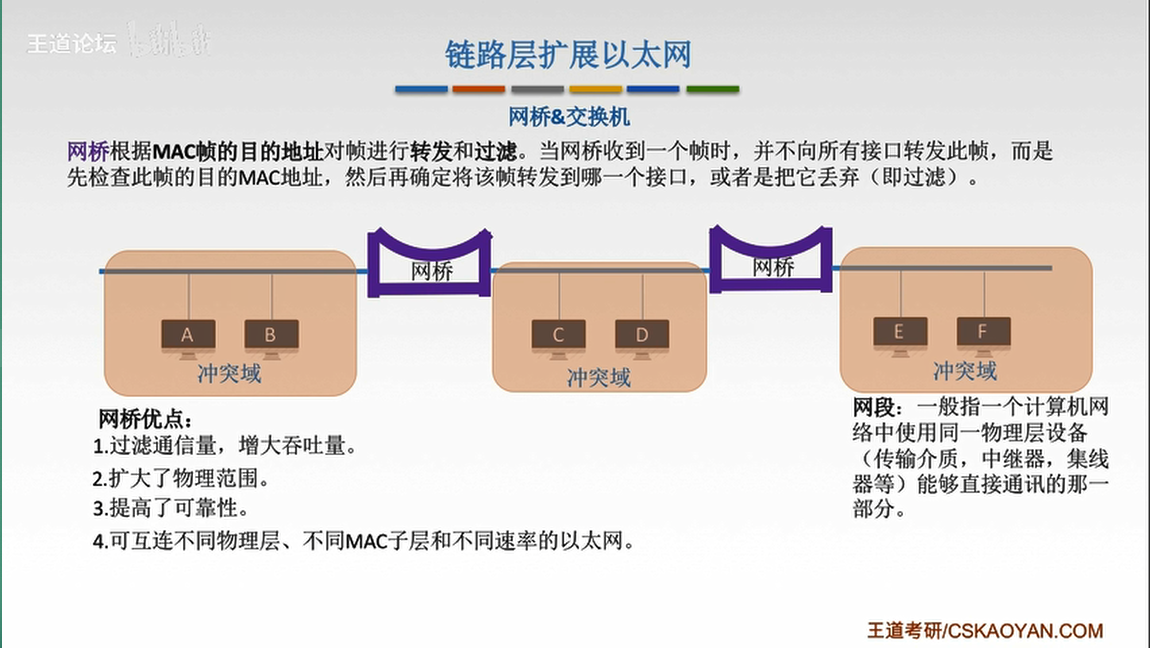 王道论坛
链路层扩展以太网
网桥&交换机
网桥根据MAC帧的目的地址对帧进行转发和过滤。当网桥收到一个帧时，并不向所有接口转发此帧，而是
先检查此帧的目的MAC地址，然后再确定将该帧转发到哪一个接口，或者是把它丢弃（即过滤）。
网桥
网桥
A
B
C
D
E
F
冲突域
冲突域
冲突域
网桥优点：
1.过滤通信量，增大吞吐量。
2.扩大了物理范围。
3.提高了可靠性。
4.可互连不同物理层、不同MAC子层和不同速率的以太网。
网段：一般指一个计算机网
络中使用同一物理层设备
（传输介质，中继器，集线
器等）能够直接通讯的那一
部分。
王道考研/CSKAOYAN.COM